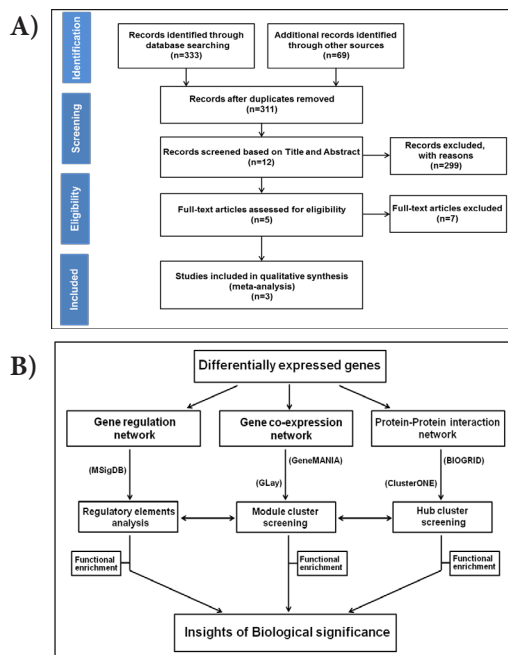 A)
Identification
Records identified through
database searching
(n=333)
Additional records identified
through other sources
(n=69)
Records after duplicates removed
(n=311)
Screening
Records screened based on Title and Abstract
(n=12)
Records excluded,
with reasons
(n=299)
Eligibility
Full-text articles assessed for eligibility
(n=5)
Full-text articles excluded
(n=7)
Included
Studies included in qualitative synthesis
(meta-analysis)
(n=3)
B)
Differentially expressed genes
Gene regulation
network
Gene co-expression
network
Protein-Protein interaction
network
(MSigDB)
(GeneMANIA)
(GLay)
(BIOGRID)
(ClusterONE)
Regulatory elements
analysis
Module cluster
screening
Hub cluster
screening
Functional
enrichment
Functional
enrichment
Functional
enrichment
Insights of Biological significance